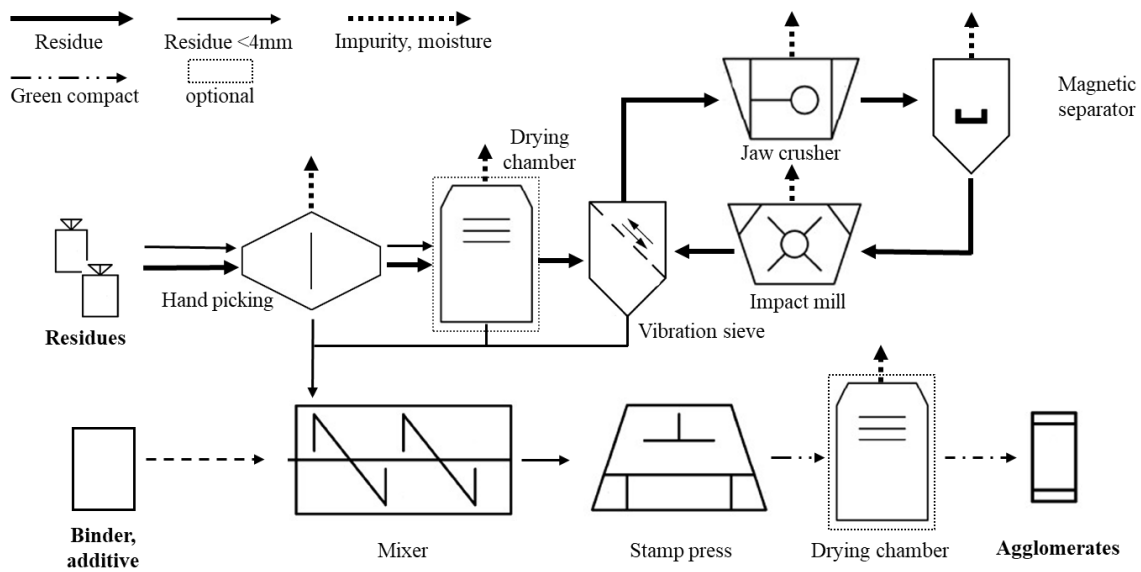 Residue
Residue <4mm
Impurity, moisture
Green compact
optional
Drying
chamber
Jaw crusher
Magnetic
separator
Hand picking
Impact mill
Residues
Vibration sieve
Binder,
additive
Mixer
Stamp press
Drying chamber
Agglomerates